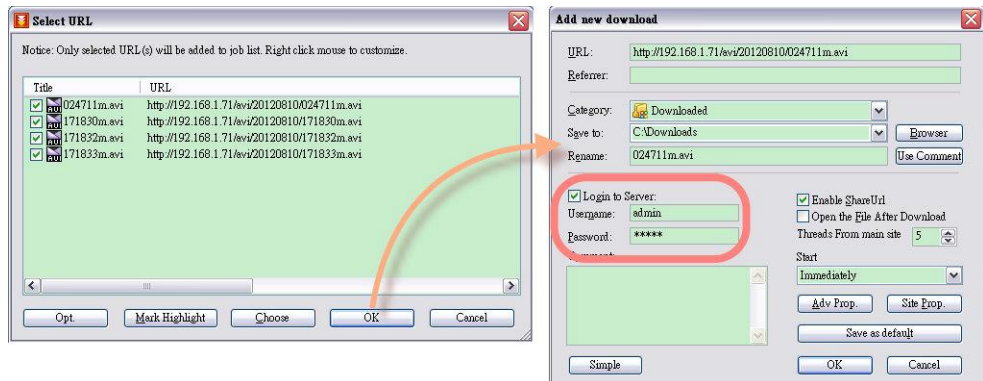 Select URL
Notice: Only selected URL(s) will be added to job list. Right click mouse to customize.
Title URL
024711m.avi http://192.168.1.71/avi/20120810/024711m.avi
171830m.avi http://192.168.1.71/avi/20120810/171830m.avi
171832m.avi http://192.168.1.71/avi/20120810/171832m.avi
171833m.avi http://192.168.1.71/avi/20120810/171833m.avi
Opt. Mark Highlight Choose OK Cancel
Add new download
URL: http://192.168.1.71/avi/20120810/024711m.avi
Referrer:
Category: Downloaded
Save to: C:\Downloads Browser
Rename: 024711m.avi Use Comment
Login to Server:
Username: admin
Password: *****
Enable ShareUrl
Open the File After Download
Threads From main site 5
Start
Immediately
Adv Prop. Site Prop.
Save as default
Simple OK Cancel